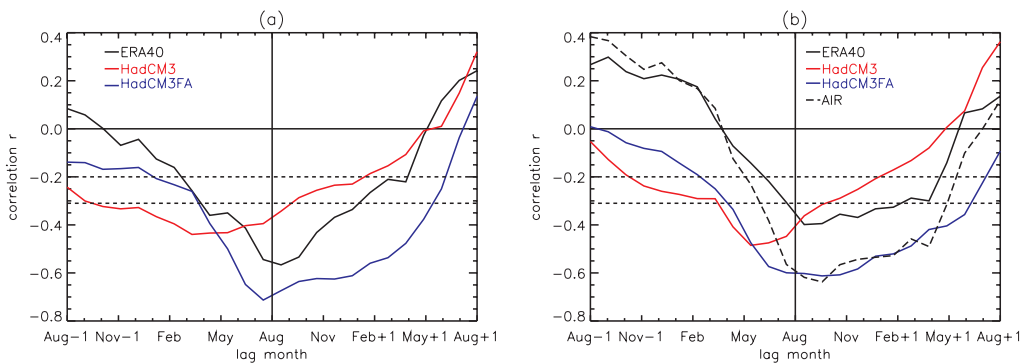 (a)
correlation r
0.4
0.2
0.0
−0.2
−0.4
−0.6
−0.8
ERA40
HadCM3
HadCM3FA
Aug−1 Nov−1 Feb May Aug Nov Feb+1 May+1 Aug+1
lag month
(b)
correlation r
0.4
0.2
0.0
−0.2
−0.4
−0.6
−0.8
ERA40
HadCM3
HadCM3FA
AIR
Aug−1 Nov−1 Feb May Aug Nov Feb+1 May+1 Aug+1
lag month